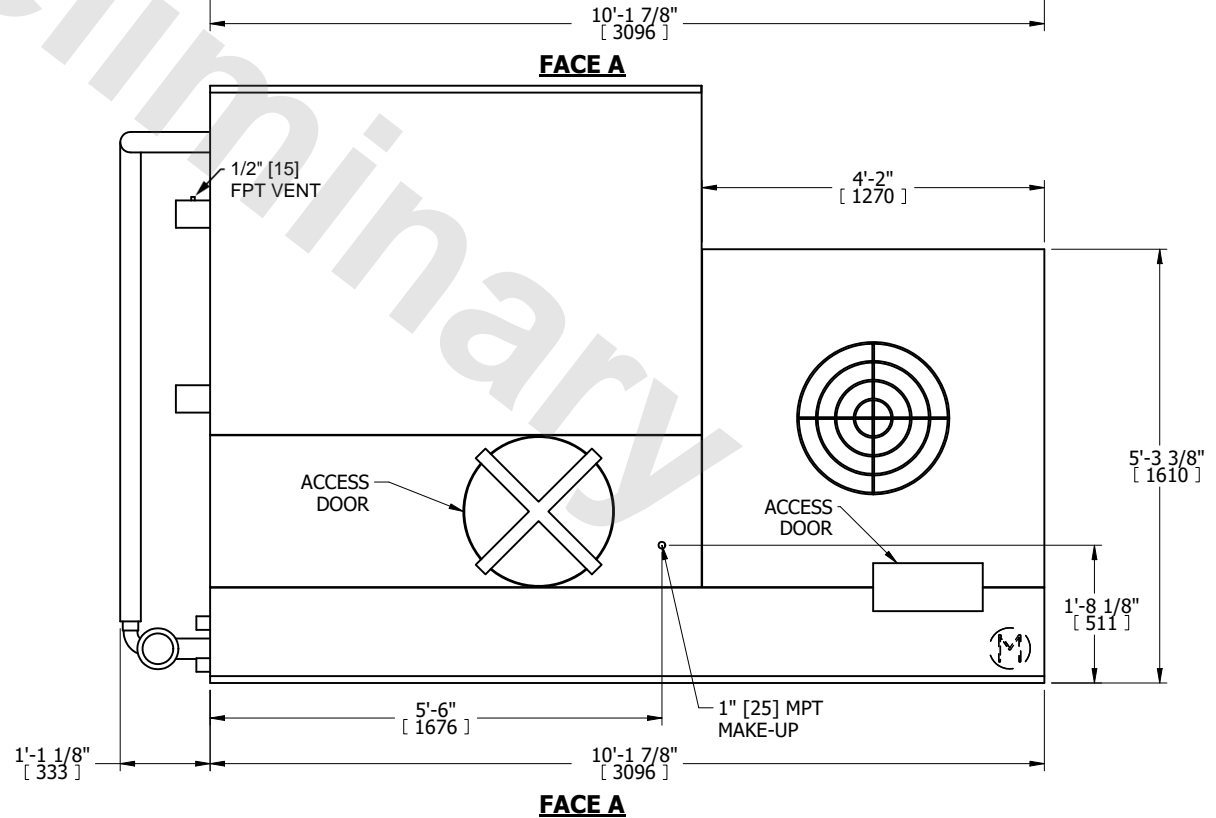 10'-1 7/8"
[ 3096 ]
FACE A
1/2" [15]
FPT VENT
4'-2"
[ 1270 ]
ACCESS
DOOR
5'-3 3/8"
[ 1610 ]
ACCESS
DOOR
1'-8 1/8"
[ 511 ]
M
5'-6"
[ 1676 ]
1" [25] MPT
MAKE-UP
1'-1 1/8"
[ 333 ]
10'-1 7/8"
[ 3096 ]
FACE A
eliminary